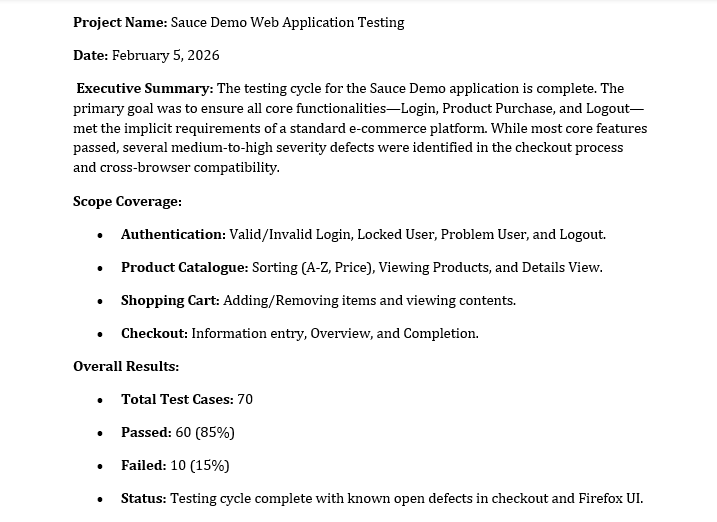 Project Name: Sauce Demo Web Application Testing
Date: February 5, 2026
Executive Summary: The testing cycle for the Sauce Demo application is complete. The
primary goal was to ensure all core functionalities—Login, Product Purchase, and Logout—
met the implicit requirements of a standard e-commerce platform. While most core features
passed, several medium-to-high severity defects were identified in the checkout process
and cross-browser compatibility.
Scope Coverage:
• Authentication: Valid/Invalid Login, Locked User, Problem User, and Logout.
• Product Catalogue: Sorting (A-Z, Price), Viewing Products, and Details View.
• Shopping Cart: Adding/Removing items and viewing contents.
• Checkout: Information entry, Overview, and Completion.
Overall Results:
• Total Test Cases: 70
• Passed: 60 (85%)
• Failed: 10 (15%)
• Status: Testing cycle complete with known open defects in checkout and Firefox UI.